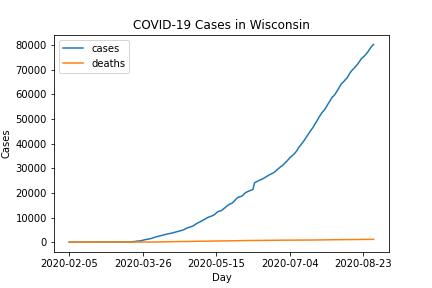 COVID-19 Cases in Wisconsin
cases
deaths
80000
70000
60000
50000
40000
30000
20000
10000
0
Cases
2020-02-05 2020-03-26 2020-05-15 2020-07-04 2020-08-23
Day